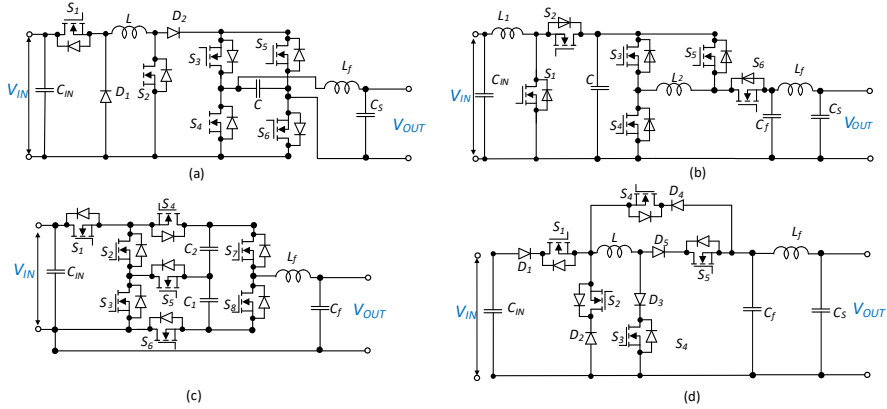 S1 L D2
S3 S5
VIN CIN D1 S2 C Lf
S4 S6 CS VOUT
(a)
L1 S2
S3 S5 S6 Lf
VIN CIN S1 C L2
S4 Cf CS VOUT
(b)
S4
S1 S2 C2 S7 Lf
VIN CIN S5
S3 C1 S8 Cf VOUT
S6
(c)
S4 D4
S1 L D5
D1 S5 Lf
VIN CIN S2 D3
D2 S3 S4 Cf CS VOUT
(d)